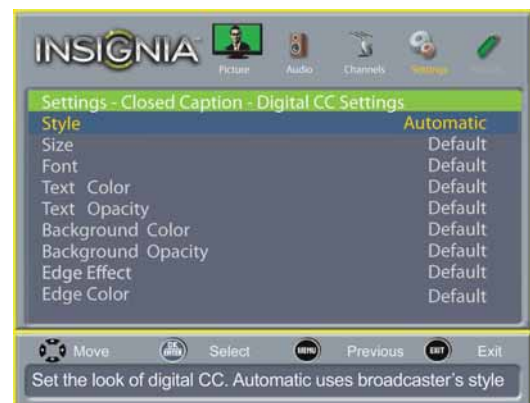 INSIGNIA
Picture Audio Channels Settings
Settings - Closed Caption - Digital CC Settings
Style Automatic
Size Default
Font Default
Text Color Default
Text Opacity Default
Background Color Default
Background Opacity Default
Edge Effect Default
Edge Color Default
Move OK ENTER Select MENU Previous EXIT Exit
Set the look of digital CC. Automatic uses broadcaster's style